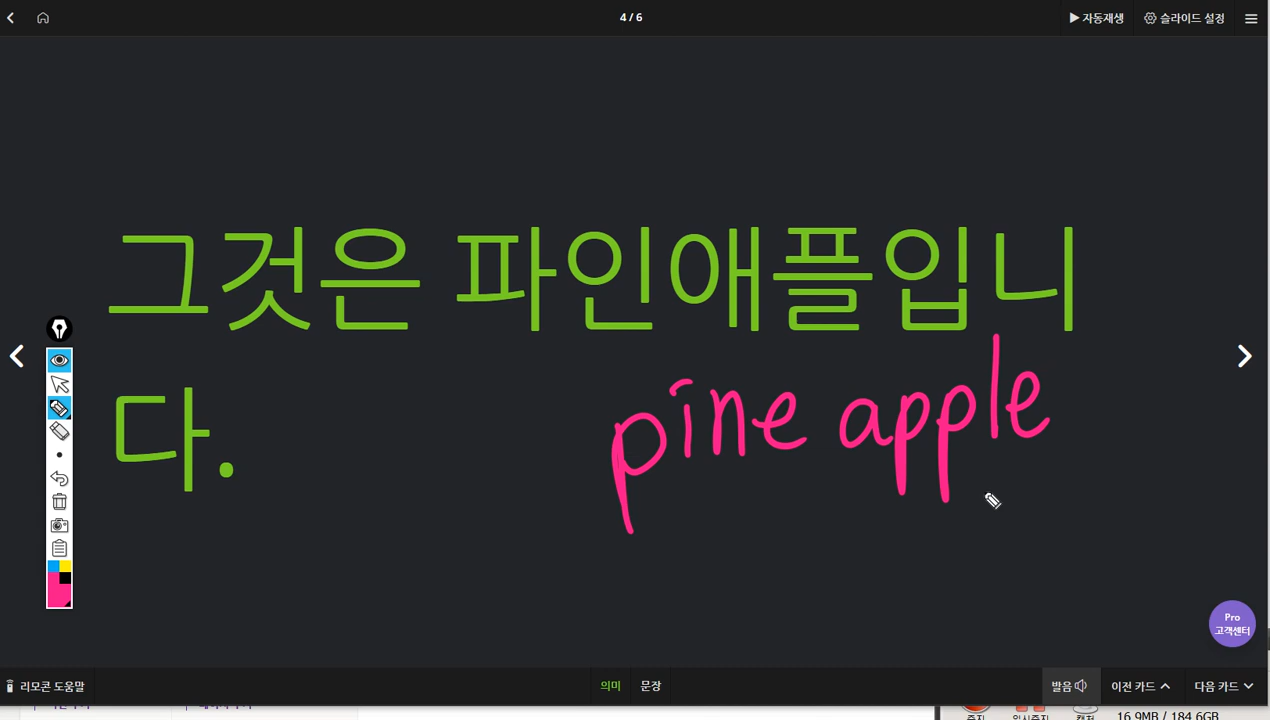 4 / 6
자동재생
슬라이드 설정
그것은 파인애플입니
다.
pine apple
Pro
고객센터
리모콘 도움말
의미
문장
발음
이전 카드
다음 카드
16.9MB / 184.6GB